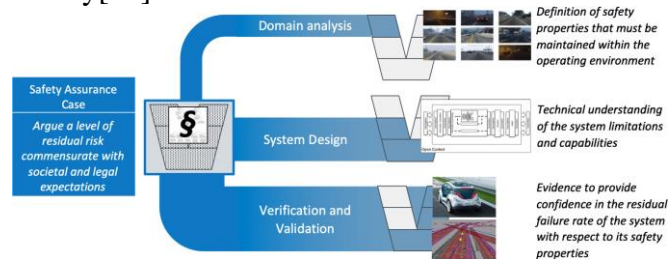 Safety Assurance
Case
Argue a level of
residual risk
commensurate with
societal and legal
expectations
§
Domain analysis
Definition of safety
properties that must be
maintained within the
operating environment
System Design
Open Context
Technical understanding
of the system limitations
and capabilities
Verification and
Validation
Evidence to provide
confidence in the residual
failure rate of the system
with respect to its safety
properties